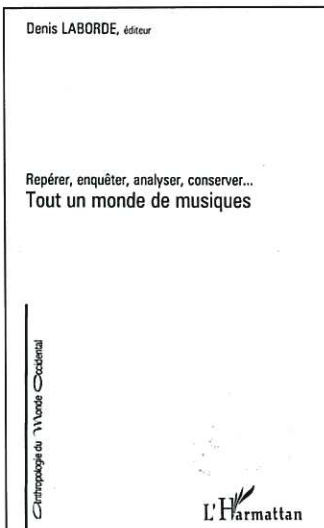 Denis LABORDE, éditeur
Repérer, enquêter, analyser, conserver...
Tout un monde de musiques
Anthropologie du Monde Occidental
L'Harmattan